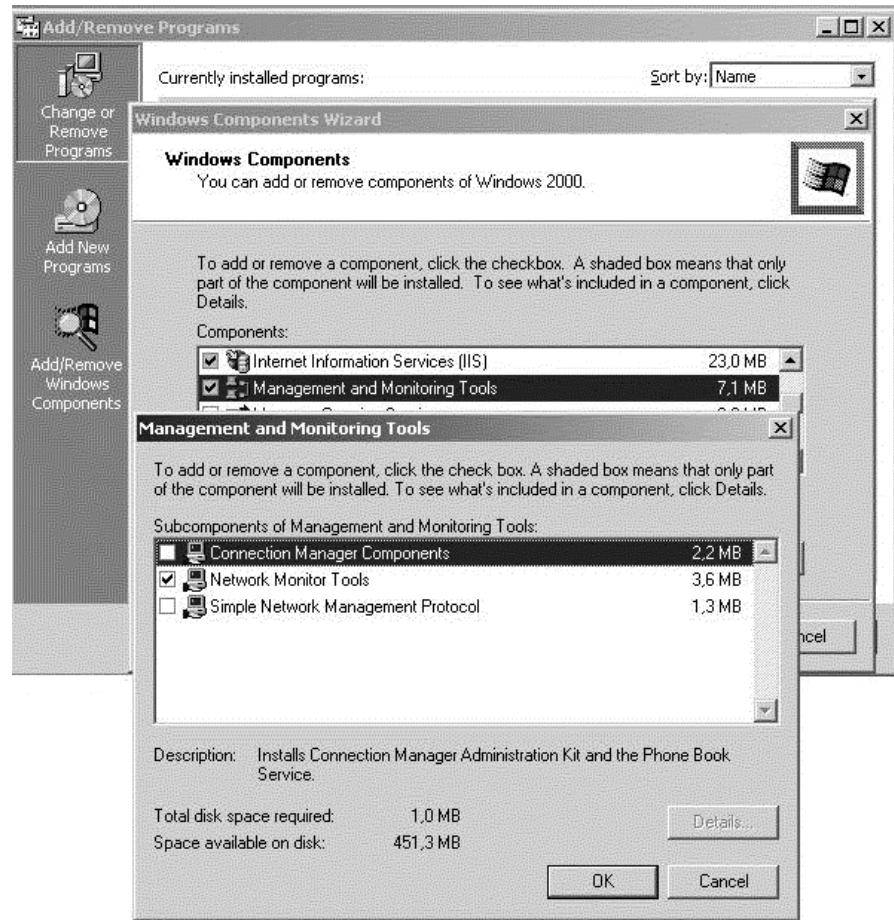 Add/Remove Programs
Currently installed programs:
Sort by: Name
Change or
Remove
Programs
Add New
Programs
Add/Remove
Windows
Components
Windows Components Wizard
Windows Components
You can add or remove components of Windows 2000.
To add or remove a component, click the checkbox. A shaded box means that only
part of the component will be installed. To see what's included in a component, click
Details.
Components:
Internet Information Services (IIS) 23,0 MB
Management and Monitoring Tools 7,1 MB
Management and Monitoring Tools
To add or remove a component, click the check box. A shaded box means that only part
of the component will be installed. To see what's included in a component, click Details.
Subcomponents of Management and Monitoring Tools:
Connection Manager Components 2,2 MB
Network Monitor Tools 3,6 MB
Simple Network Management Protocol 1,3 MB
ncel
Description: Installs Connection Manager Administration Kit and the Phone Book
Service.
Total disk space required: 1,0 MB
Space available on disk: 451,3 MB
Details...
OK Cancel